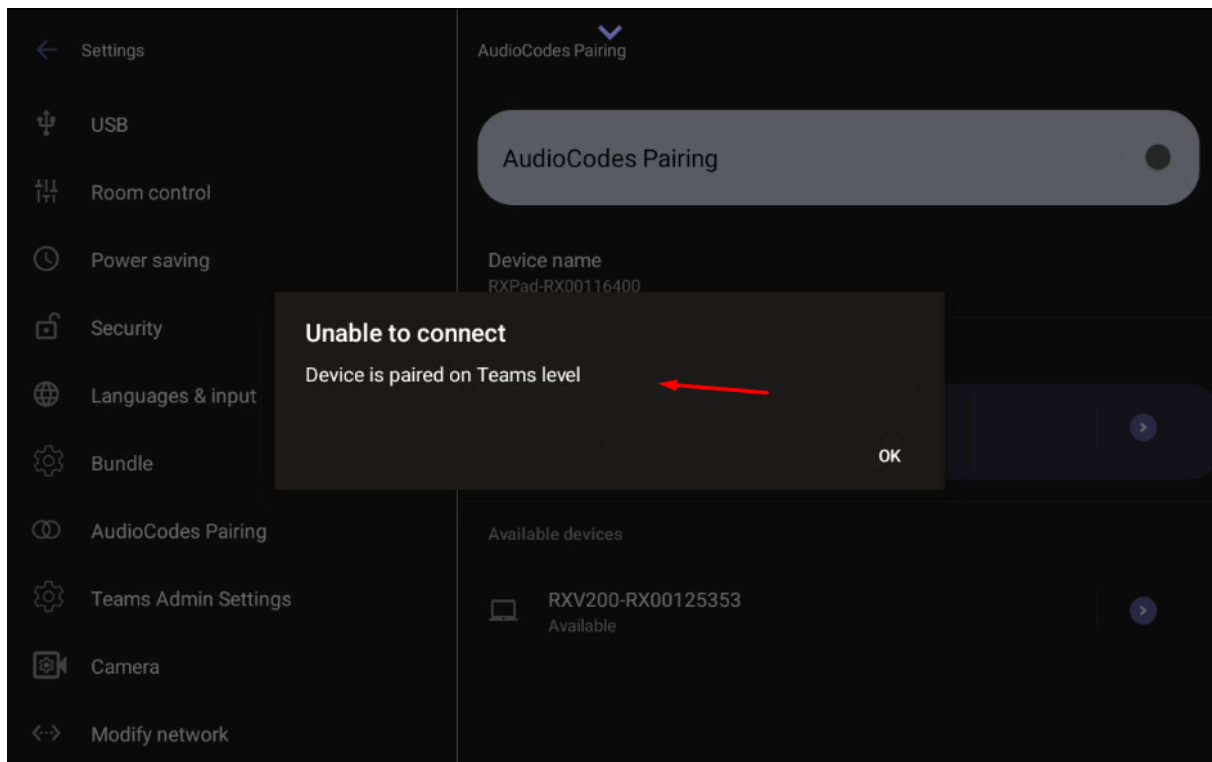 Settings
USB
Room control
Power saving
Security
Languages & input
Bundle
AudioCodes Pairing
Teams Admin Settings
Camera
Modify network
AudioCodes Pairing
AudioCodes Pairing
Device name
RXPad-RX00116400
Unable to connect
Device is paired on Teams level
OK
Available devices
RXV200-RX00125353
Available